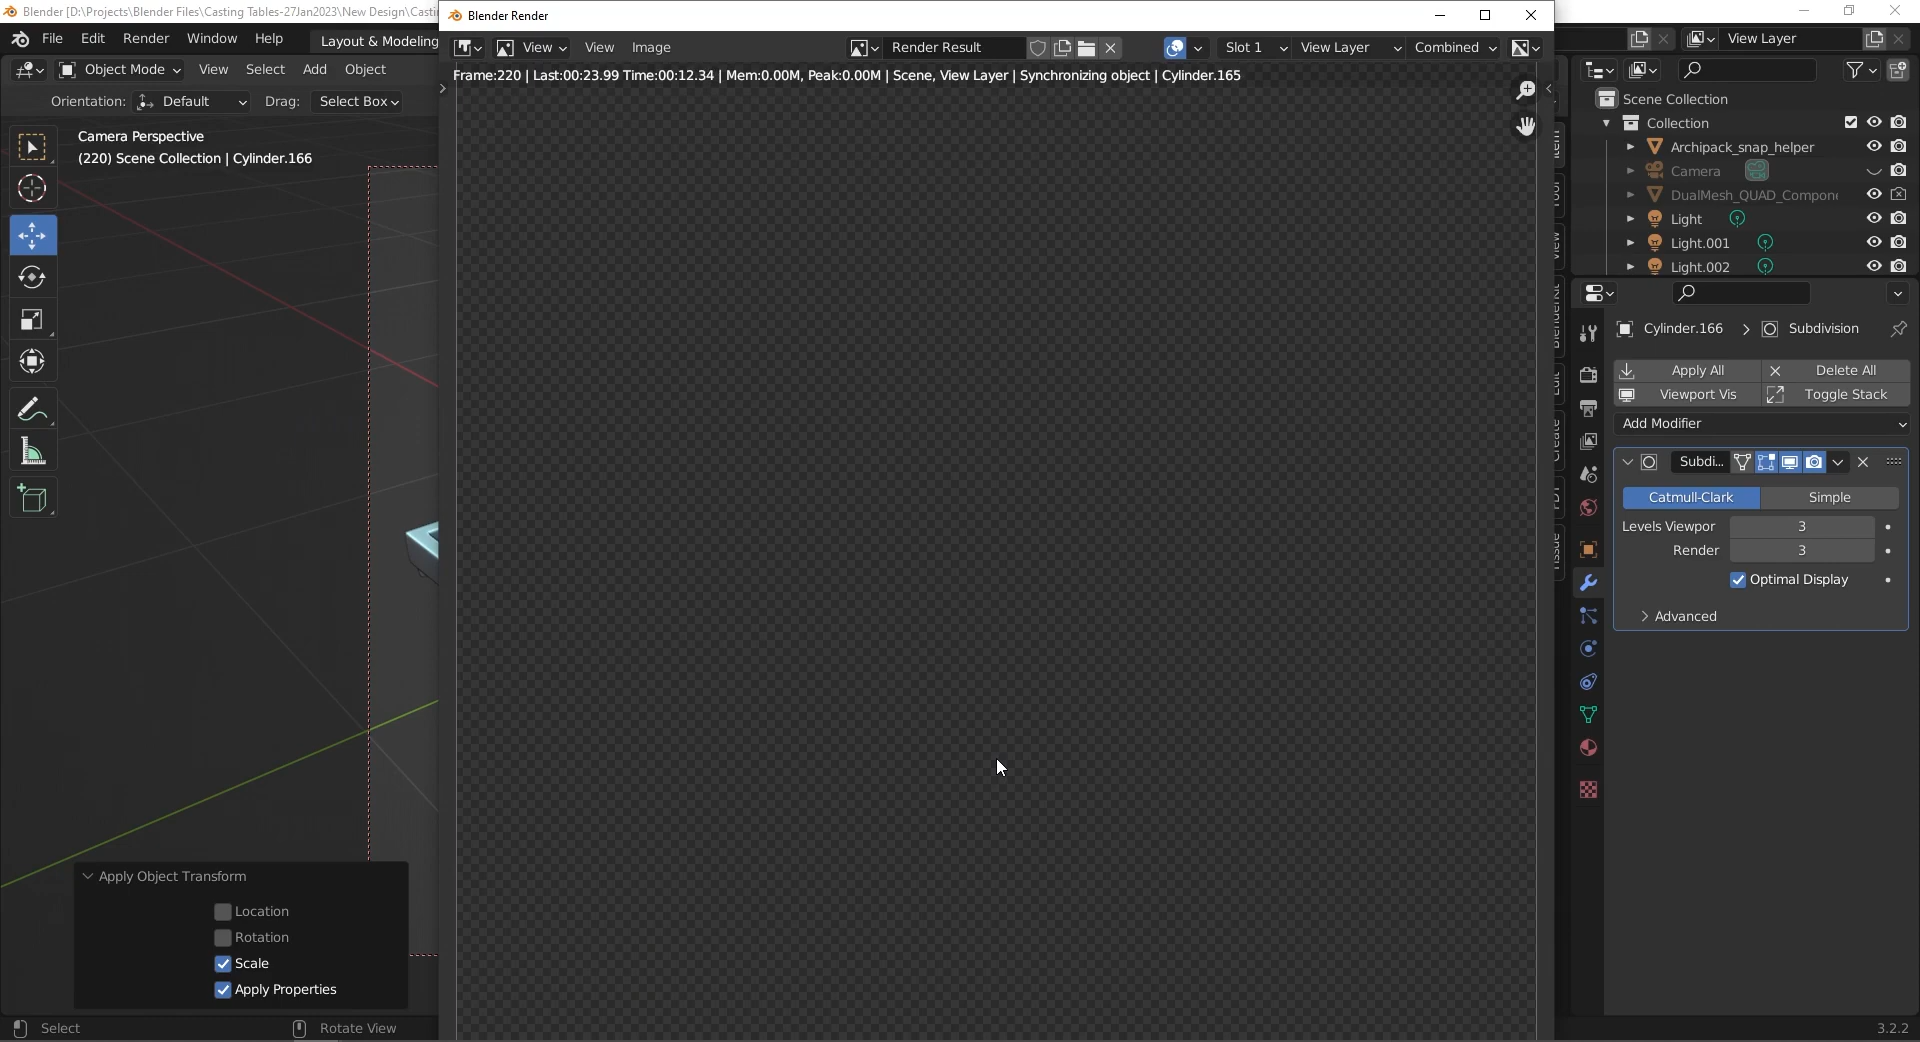 Blender [D:\Projects\Blender Files\Casting Tables-27Jan2023\New Design\Casti
Blender Render
File Edit Render Window Help Layout & Modeling
View View Image Render Result Slot 1 View Layer Combined
View Layer
Frame:220 | Last:00:23.99 Time:00:12.34 | Mem:0.00M, Peak:0.00M | Scene, View Layer | Synchronizing object | Cylinder.165
Object Mode View Select Add Object
Orientation: Default Drag: Select Box
Camera Perspective
(220) Scene Collection | Cylinder.166
Scene Collection
Collection
Archipack_snap_helper
Camera
DualMesh_QUAD_Compone
Light
Light.001
Light.002
Cylinder.166 Subdivision
Apply All Delete All
Viewport Vis Toggle Stack
Add Modifier
Subdi...
Catmull-Clark Simple
Levels Viewpor 3
Render 3
Optimal Display
Advanced
Apply Object Transform
Location
Rotation
Scale
Apply Properties
Select Rotate View
3.2.2